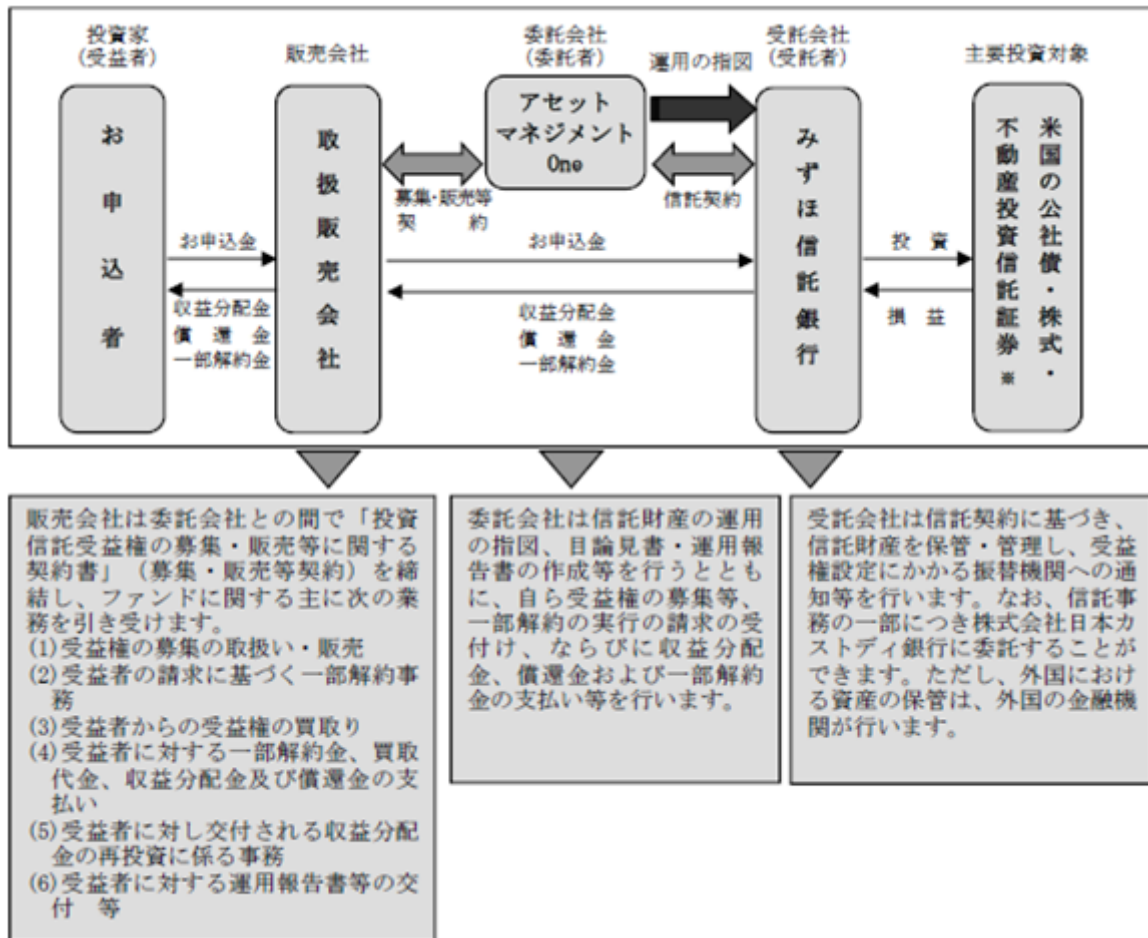 投資家
(受益者)
販売会社
委託会社
(委託者)
運用の指図
受託会社
(受託者)
主要投資対象
お申込者
取扱販売会社
アセット
マネジメント
One
みずほ信託銀行
米国の公社債・株式・
不動産投資信託証券※
募集・販売等
契 約
信託契約
お申込金
収益分配金
償 還 金
一部解約金
お申込金
収益分配金
償 還 金
一部解約金
投 資
損 益
販売会社は委託会社との間で「投資
信託受益権の募集・販売等に関する
契約書」(募集・販売等契約)を締
結し、ファンドに関する主に次の業
務を引き受けます。
(1)受益権の募集の取扱い・販売
(2)受益者の請求に基づく一部解約事
務
(3)受益者からの受益権の買取り
(4)受益者に対する一部解約金、買取
代金、収益分配金及び償還金の支
払い
(5)受益者に対し交付される収益分配
金の再投資に係る事務
(6)受益者に対する運用報告書等の交
付 等
委託会社は信託財産の運用
の指図、目論見書・運用報
告書の作成等を行うととも
に、自ら受益権の募集等、
一部解約の実行の請求の受
付け、ならびに収益分配
金、償還金および一部解約
金の支払い等を行います。
受託会社は信託契約に基づき、
信託財産を保管・管理し、受益
権設定にかかる振替機関への通
知等を行います。なお、信託事
務の一部につき株式会社日本カ
ストディ銀行に委託することが
できます。ただし、外国におけ
る資産の保管は、外国の金融機
関が行います。